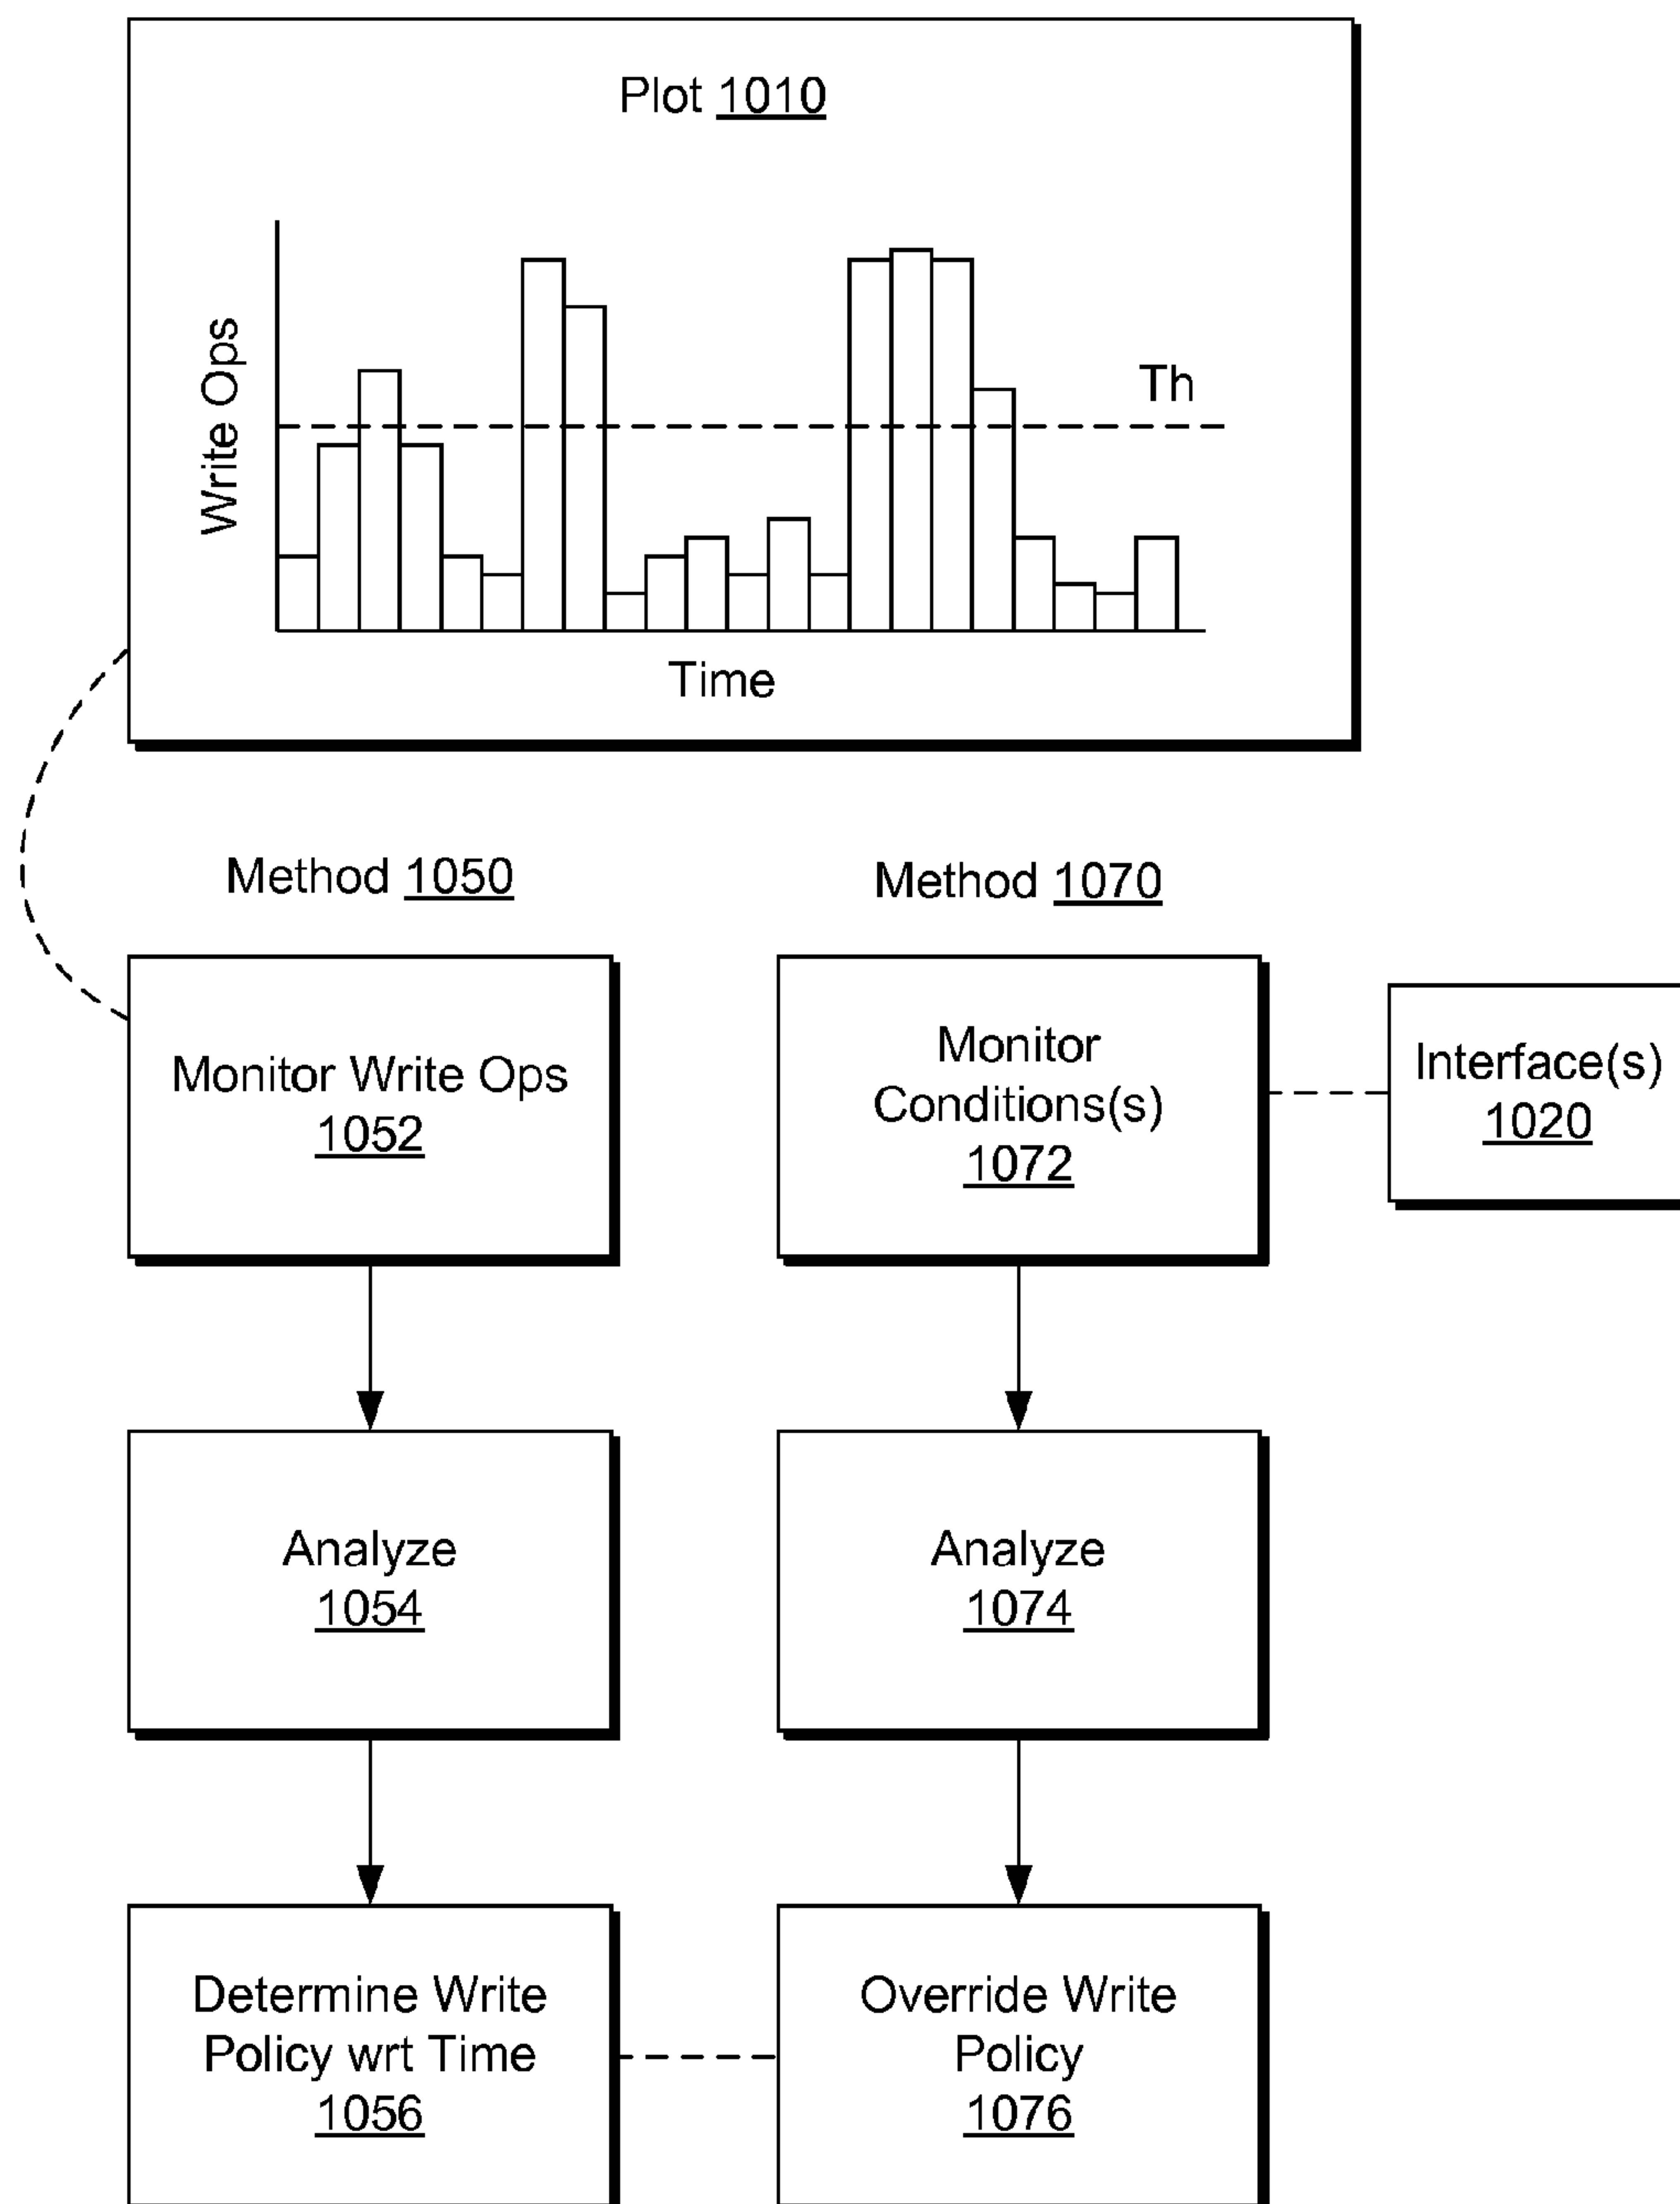 Plot 1010
Write Ops
Th
Time
Method 1050
Method 1070
Monitor Write Ops
1052
Monitor
Conditions(s)
1072
Interface(s)
1020
Analyze
1054
Analyze
1074
Determine Write
Policy wrt Time
1056
Override Write
Policy
1076